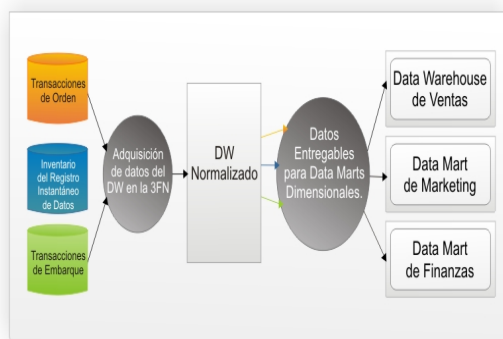 Transacciones
de Orden
Inventario
del Registro
Instantáneo
de Datos
Transacciones
de Embarque
Adquisición
de datos del
DW en la 3FN
DW
Normalizado
Datos
Entregables
para Data Marts
Dimensionales.
Data Warehouse
de Ventas
Data Mart
de Marketing
Data Mart
de Finanzas